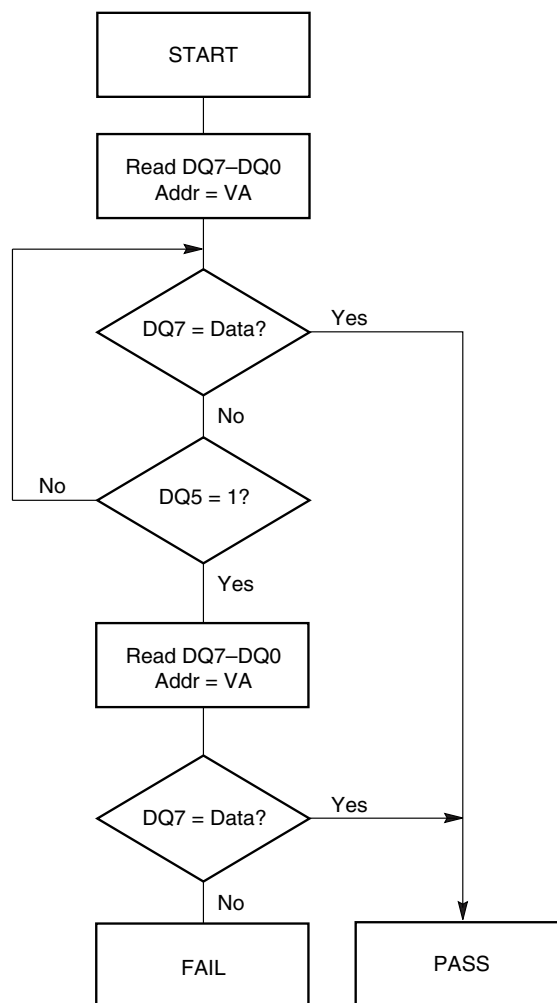 START
Read DQ7–DQ0
Addr = VA
DQ7 = Data?
Yes
No
No
DQ5 = 1?
Yes
Read DQ7–DQ0
Addr = VA
DQ7 = Data?
Yes
No
FAIL
PASS